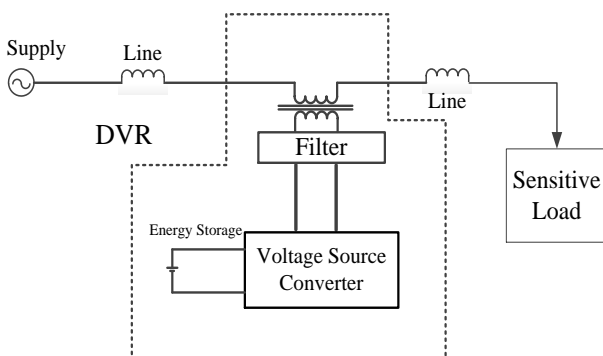 Supply
Line
Line
DVR
Filter
Sensitive
Load
Energy Storage
Voltage Source
Converter